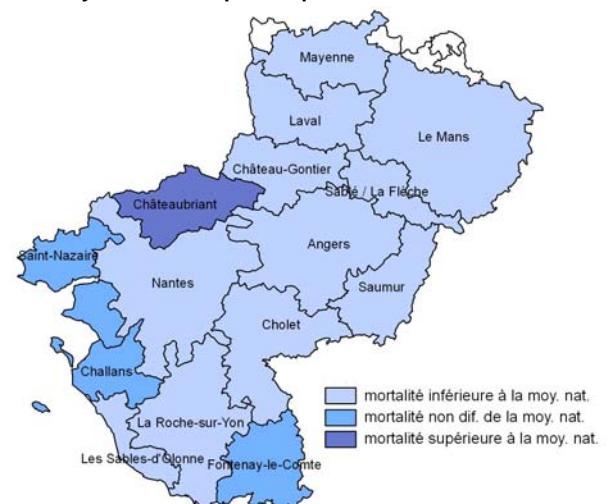 Mayenne
Laval
Le Mans
Château-Gontier
Sablé / La Flèche
Châteaubriant
Angers
Saint-Nazaire
Nantes
Saumur
Cholet
Challans
mortalité inférieure à la moy. nat.
mortalité non dif. de la moy. nat.
mortalité supérieure à la moy. nat.
La Roche-sur-Yon
Les Sables-d'Olonne
Fontenay-le-Comte